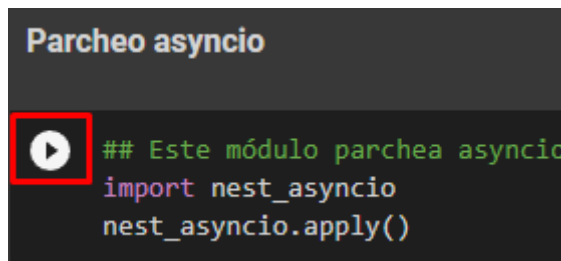 Parcheo asyncio
## Este módulo parchea asyncio
import nest_asyncio
nest_asyncio.apply()